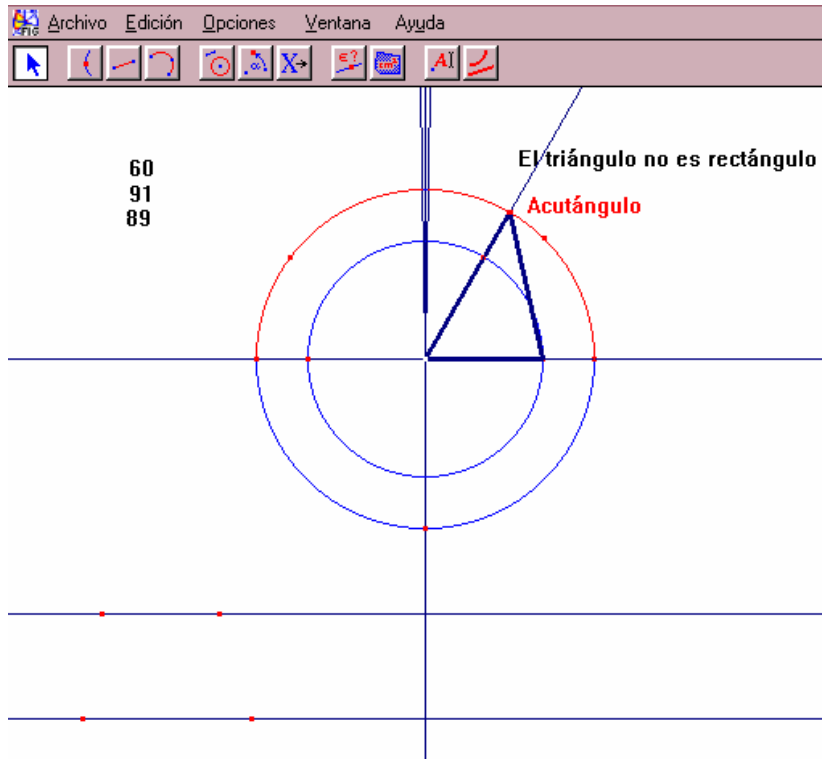 Archivo Edición Opciones Ventana Ayuda
El triángulo no es rectángulo
60
91
89
Acutángulo